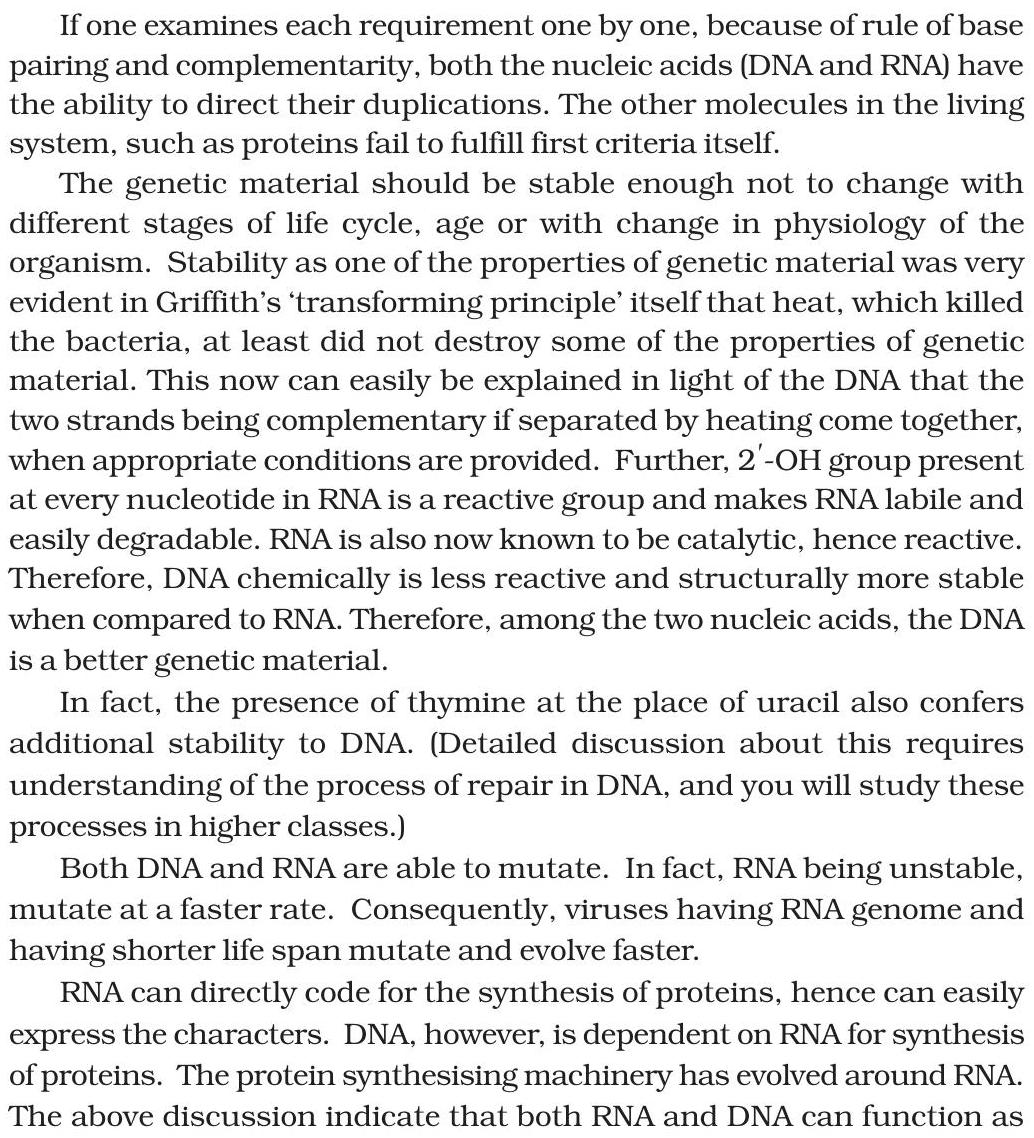 If one examines each requirement one by one, because of rule of base
pairing and complementarity, both the nucleic acids (DNA and RNA) have
the ability to direct their duplications. The other molecules in the living
system, such as proteins fail to fulfill first criteria itself.
The genetic material should be stable enough not to change with
different stages of life cycle, age or with change in physiology of the
organism. Stability as one of the properties of genetic material was very
evident in Griffith's ‘transforming principle’ itself that heat, which killed
the bacteria, at least did not destroy some of the properties of genetic
material. This now can easily be explained in light of the DNA that the
two strands being complementary if separated by heating come together,
when appropriate conditions are provided. Further, 2′-OH group present
at every nucleotide in RNA is a reactive group and makes RNA labile and
easily degradable. RNA is also now known to be catalytic, hence reactive.
Therefore, DNA chemically is less reactive and structurally more stable
when compared to RNA. Therefore, among the two nucleic acids, the DNA
is a better genetic material.
In fact, the presence of thymine at the place of uracil also confers
additional stability to DNA. (Detailed discussion about this requires
understanding of the process of repair in DNA, and you will study these
processes in higher classes.)
Both DNA and RNA are able to mutate. In fact, RNA being unstable,
mutate at a faster rate. Consequently, viruses having RNA genome and
having shorter life span mutate and evolve faster.
RNA can directly code for the synthesis of proteins, hence can easily
express the characters. DNA, however, is dependent on RNA for synthesis
of proteins. The protein synthesising machinery has evolved around RNA.
The above discussion indicate that both RNA and DNA can function as